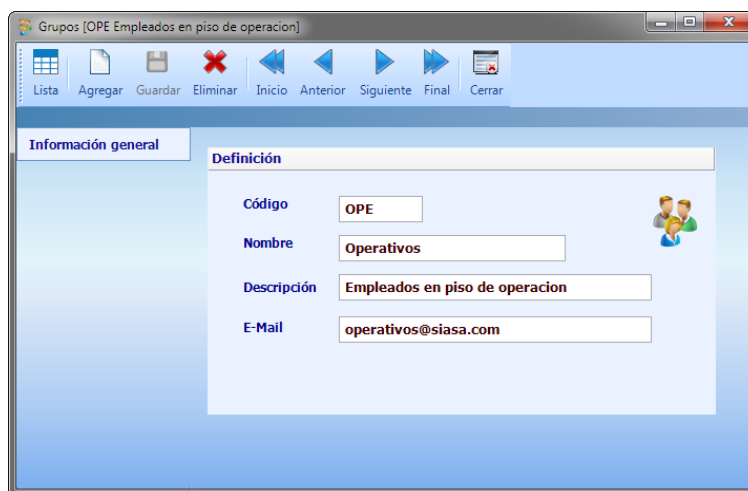 Grupos [OPE Empleados en piso de operacion]
Lista Agregar Guardar Eliminar Inicio Anterior Siguiente Final Cerrar
Información general
Definición
Código OPE
Nombre Operativos
Descripción Empleados en piso de operacion
E-Mail operativos@siasa.com